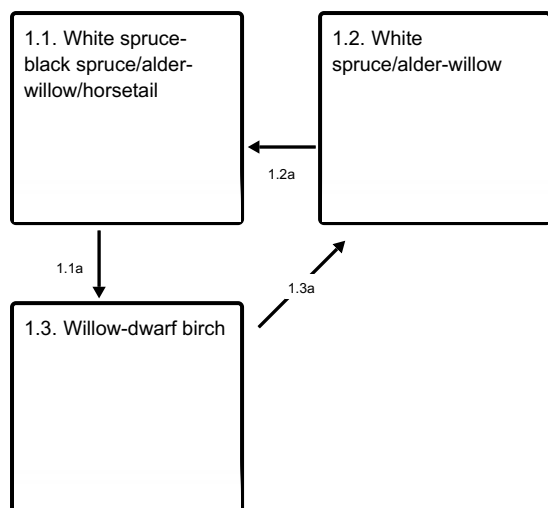 1.1. White spruce-
black spruce/alder-
willow/horsetail
1.2. White
spruce/alder-willow
1.2a
1.1a
1.3a
1.3. Willow-dwarf birch